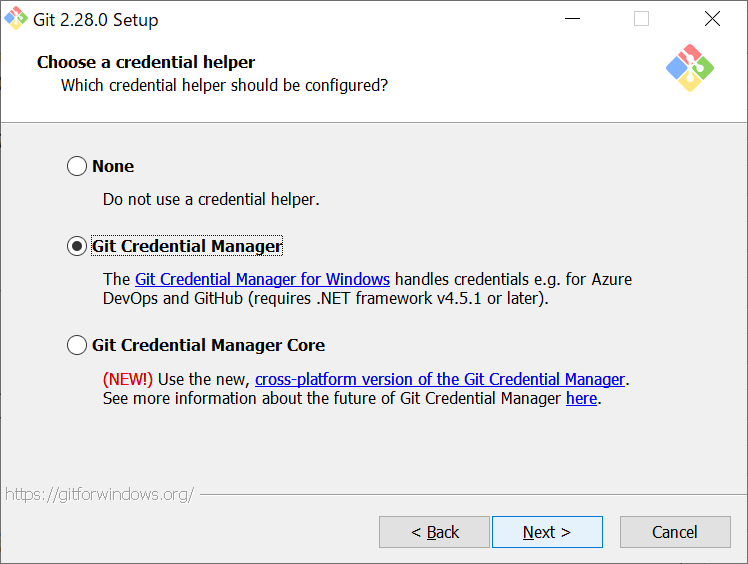 Git 2.28.0 Setup
Choose a credential helper
Which credential helper should be configured?
None
Do not use a credential helper.
Git Credential Manager
The Git Credential Manager for Windows handles credentials e.g. for Azure
DevOps and GitHub (requires .NET framework v4.5.1 or later).
Git Credential Manager Core
(NEW!) Use the new, cross-platform version of the Git Credential Manager.
See more information about the future of Git Credential Manager here.
https://gitforwindows.org/
< Back
Next >
Cancel